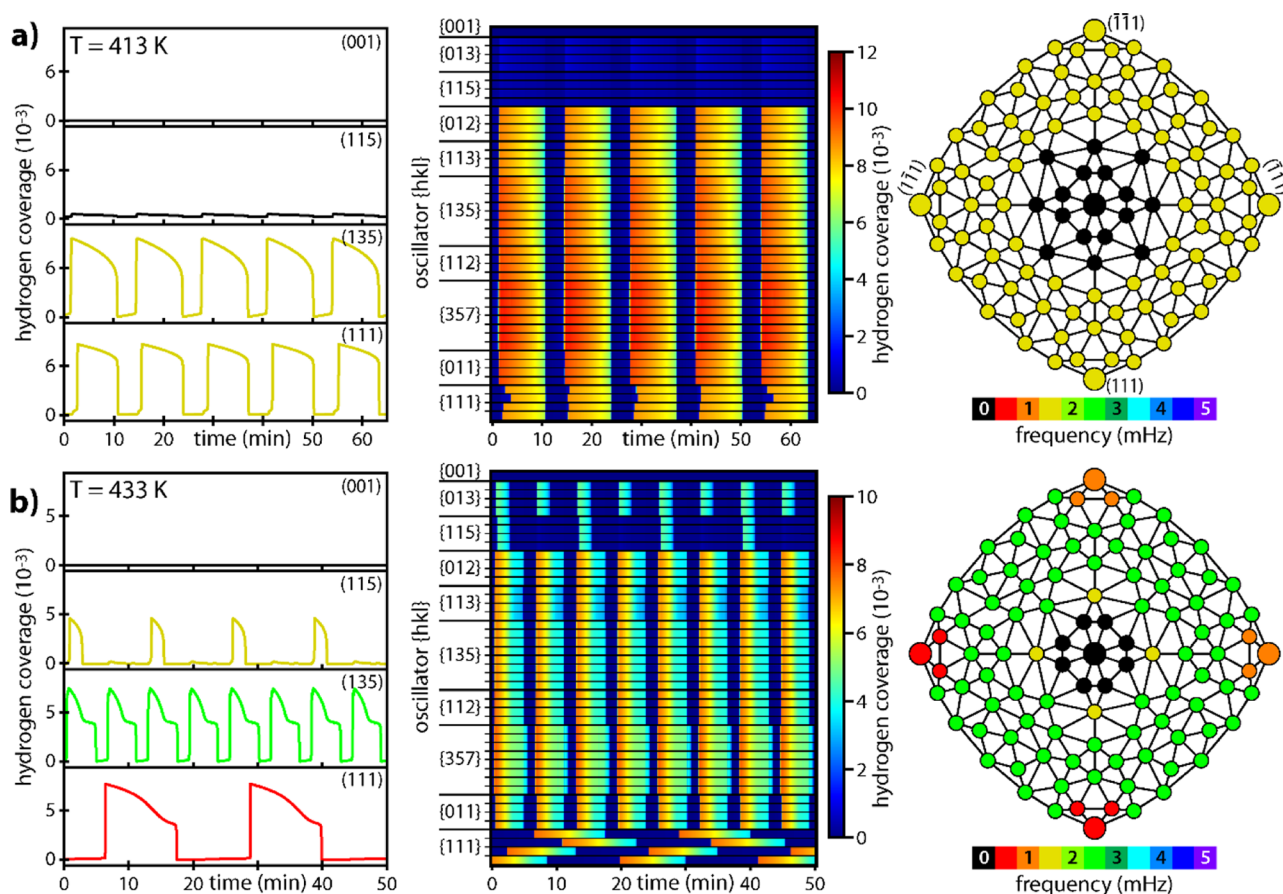 a)
T = 413 K
(001)
(115)
(135)
(111)
6
0
6
0
6
0
6
0
hydrogen coverage (10⁻³)
0 10 20 30 40 50 60
time (min)
{001}
{013}
{115}
{012}
{113}
{135}
{112}
{357}
{011}
{111}
oscillator {hkl}
0 20 40 60
time (min)
12
10
8
6
4
2
0
hydrogen coverage (10⁻³)
(1̅1̅1)
(11̅1)
(1̅11)
(111)
0 1 2 3 4 5
frequency (mHz)
b)
T = 433 K
(001)
(115)
(135)
(111)
5
0
5
0
5
0
5
0
hydrogen coverage (10⁻³)
0 10 20 30 40 50
time (min)
{001}
{013}
{115}
{012}
{113}
{135}
{112}
{357}
{011}
{111}
oscillator {hkl}
0 10 20 30 40 50
time (min)
10
8
6
4
2
0
hydrogen coverage (10⁻³)
0 1 2 3 4 5
frequency (mHz)